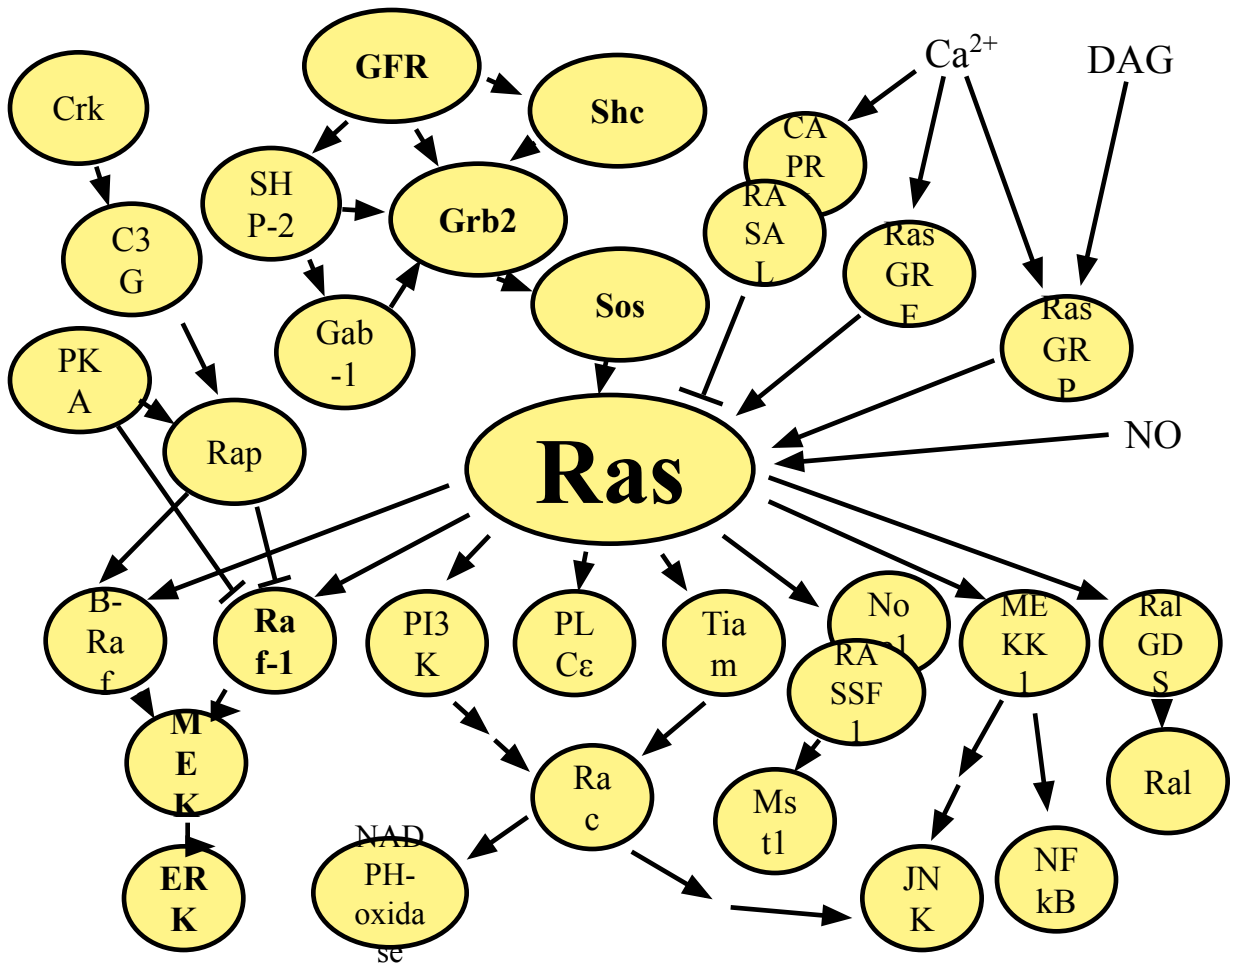 GFR
Ca2+
DAG
Crk
Shc
CA
PR
SH
P-2
Grb2
RA
SA
L
C3
G
Ras
GR
F
Sos
Ras
GR
P
Gab
-1
PK
A
Rap
Ras
NO
B-
Ra
f
Ra
f-1
PI3
K
PL
Cε
Tia
m
No
RA
SSF
1
ME
KK
1
Ral
GD
S
M
E
K
Ra
c
Ms
t1
Ral
ER
K
NAD
PH-
oxida
se
JN
K
NF
kB